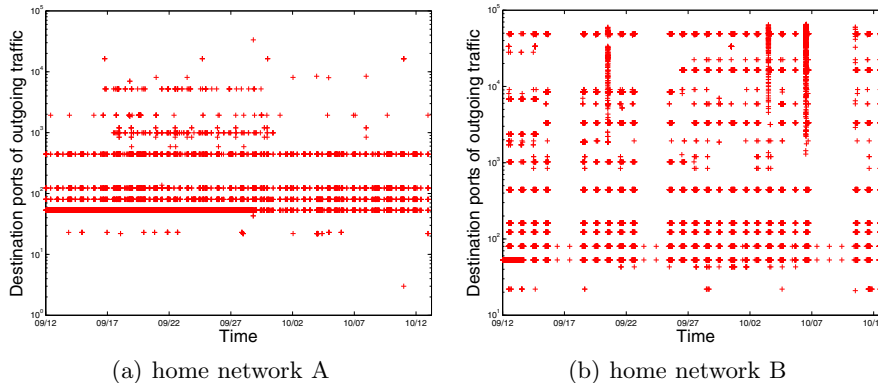 Destination ports of outgoing traffic
10^5
10^4
10^3
10^2
10^1
10^0
09/12 09/17 09/22 09/27 10/02 10/07 10/12
Time
(a) home network A
Destination ports of outgoing traffic
10^5
10^4
10^3
10^2
10^1
09/12 09/17 09/22 09/27 10/02 10/07 10/1
Time
(b) home network B